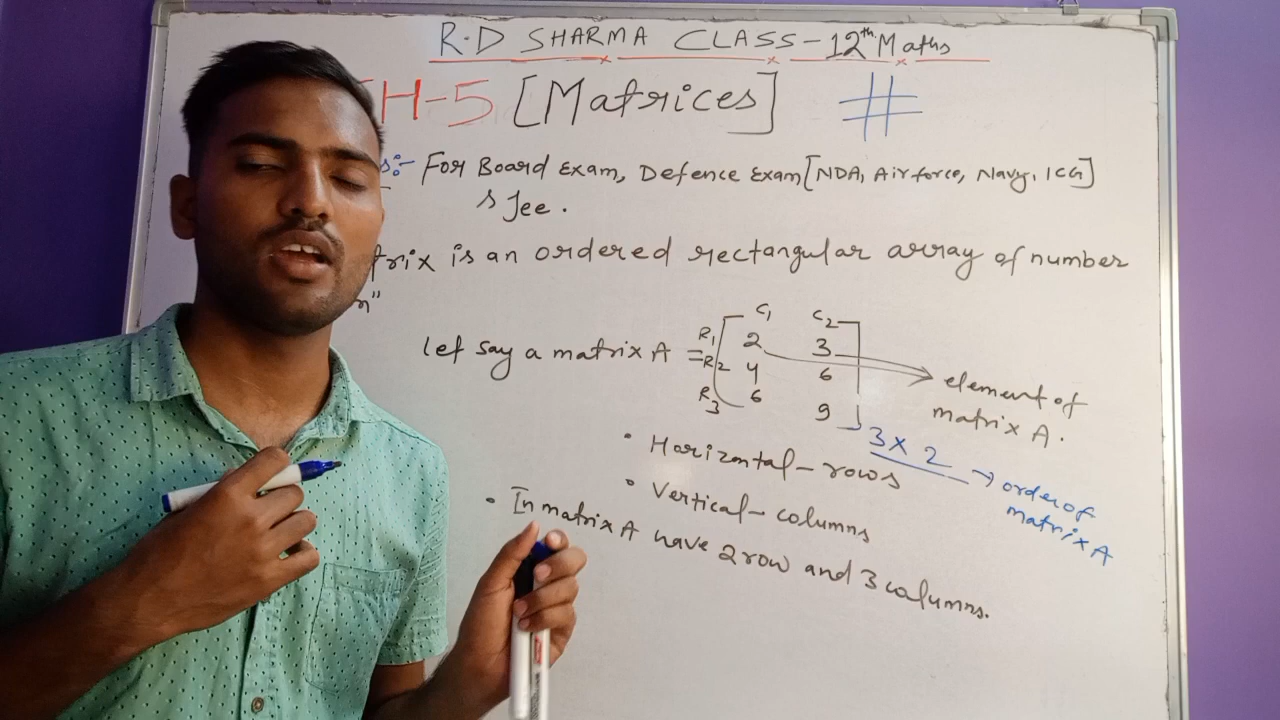 R.D SHARMA CLASS-12th Maths
CH-5 [Matrices] #
s:- For Board Exam, Defence Exam [NDA, Airforce, Navy, ICG]
s Jee.
trix is an ordered rectangular array of number
n"
C1 C2
let say a matrix A = R1 2 3
R2 4 6
R3 6 9
3 x 2
element of
matrix A.
• Horizontal - rows
→ order of
matrix A
• Vertical - columns
• In matrix A have 2 row and 3 columns.